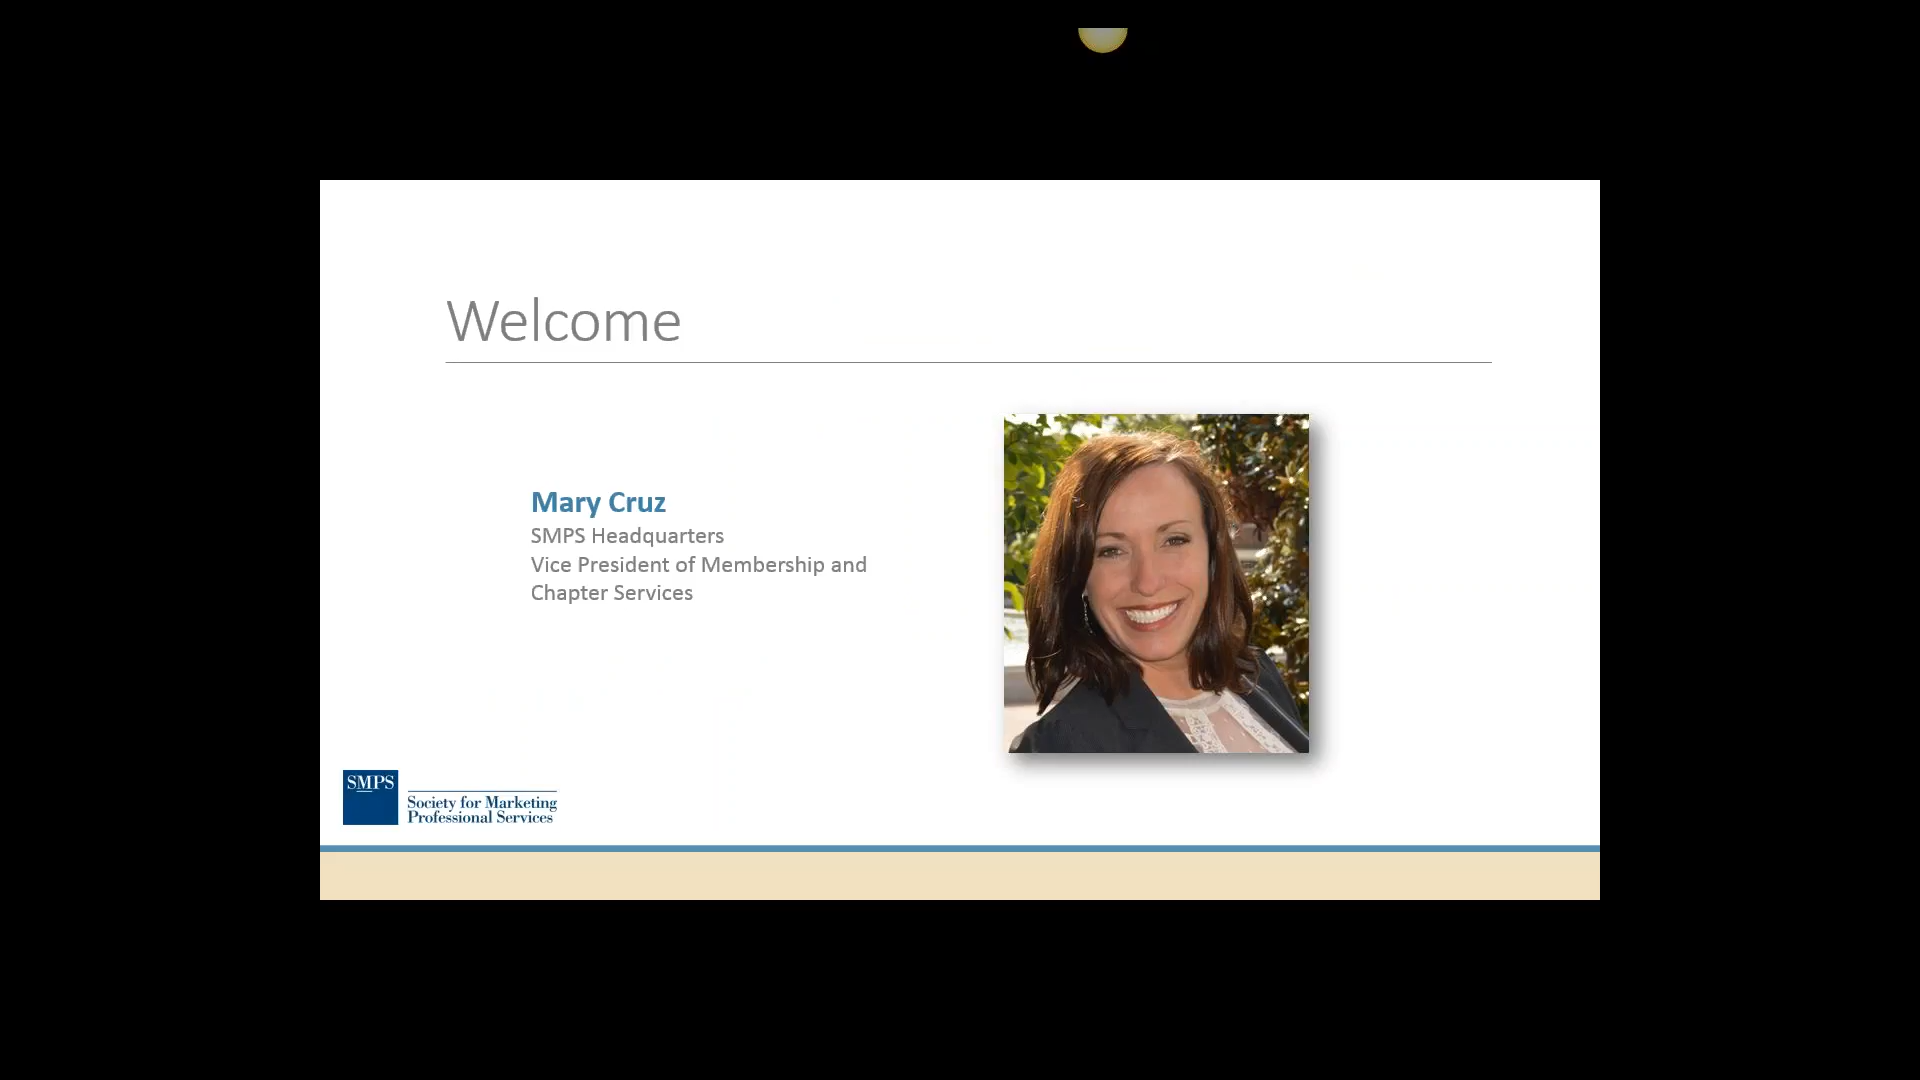 Welcome
Mary Cruz
SMPS Headquarters
Vice President of Membership and
Chapter Services
SMPS
Society for Marketing
Professional Services